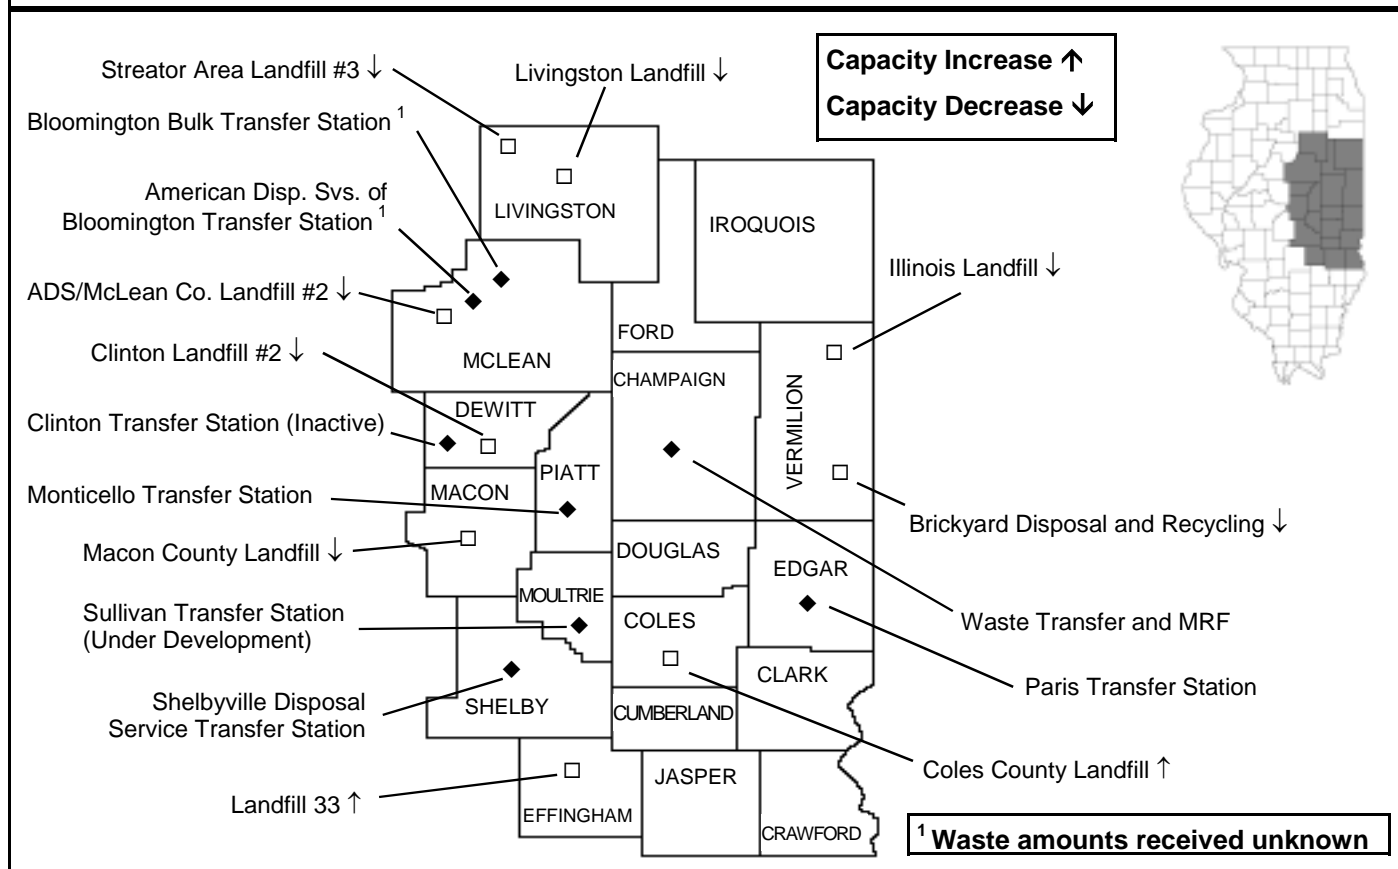 Streator Area Landfill #3 ↓
Livingston Landfill ↓
Capacity Increase ↑
Capacity Decrease ↓
Bloomington Bulk Transfer Station 1
American Disp. Svs. of
Bloomington Transfer Station 1
LIVINGSTON
IROQUOIS
Illinois Landfill ↓
ADS/McLean Co. Landfill #2 ↓
FORD
Clinton Landfill #2 ↓
MCLEAN
CHAMPAIGN
DEWITT
VERMILION
Clinton Transfer Station (Inactive)
PIATT
Monticello Transfer Station
MACON
Brickyard Disposal and Recycling ↓
Macon County Landfill ↓
DOUGLAS
EDGAR
MOULTRIE
Sullivan Transfer Station
(Under Development)
COLES
Waste Transfer and MRF
CLARK
Paris Transfer Station
Shelbyville Disposal
Service Transfer Station
SHELBY
CUMBERLAND
Coles County Landfill ↑
JASPER
Landfill 33 ↑
EFFINGHAM
CRAWFORD
1 Waste amounts received unknown